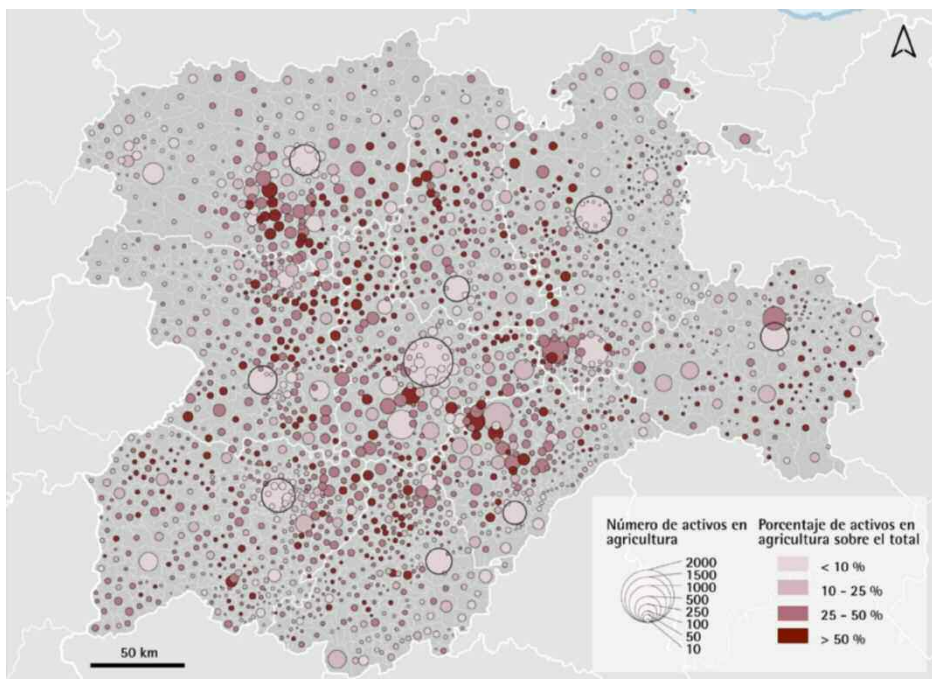 Número de activos en
agricultura
2000
1500
1000
500
250
100
50
10
Porcentaje de activos en
agricultura sobre el total
< 10 %
10 - 25 %
25 - 50 %
> 50 %
50 km